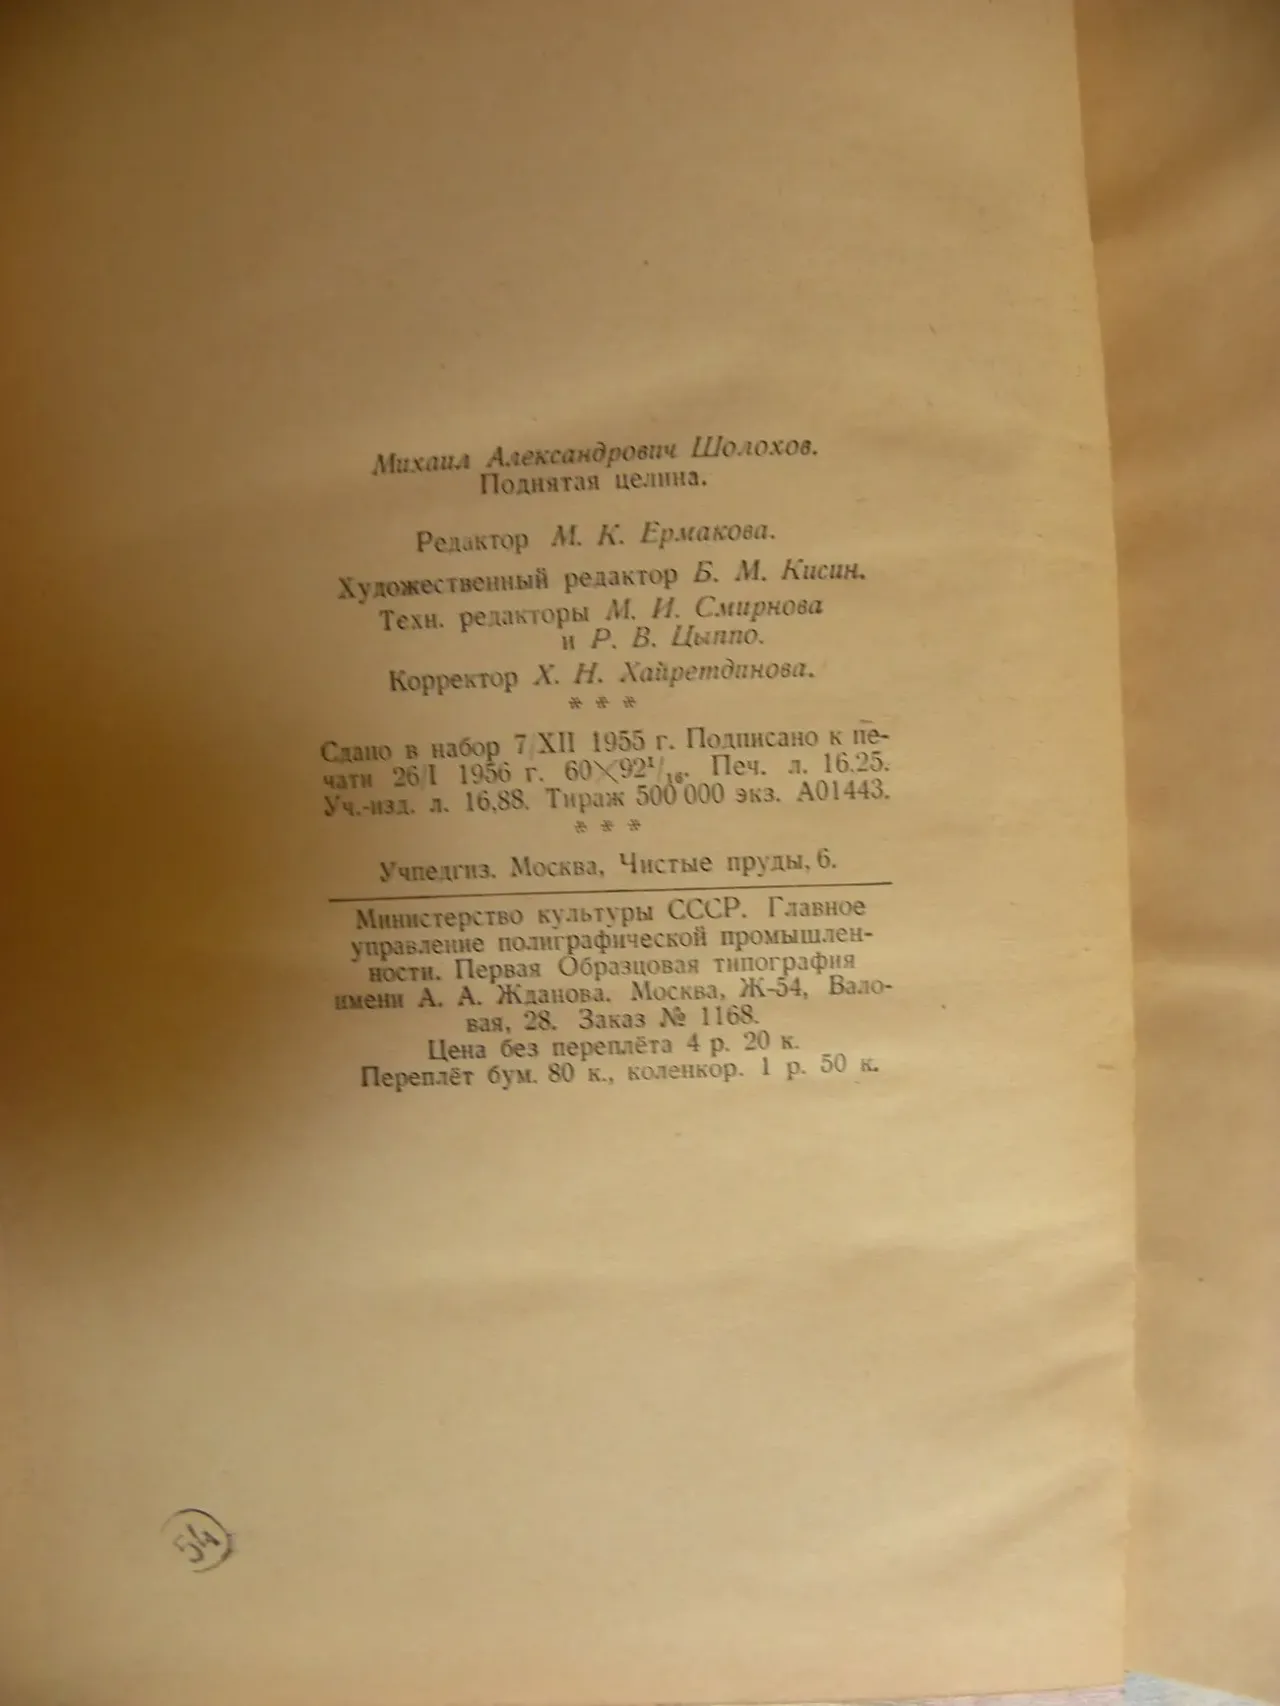 Михаил Александрович Шолохов.
Поднятая целина.
Редактор М. К. Ермакова.
Художественный редактор Б. М. Кисин.
Техн. редакторы М. И. Смирнова
и Р. В. Цыппо.
Корректор Х. Н. Хайретдинова.
* * *
Сдано в набор 7/XII 1955 г. Подписано к пе-
чати 26/I 1956 г. 60×92¹/₁₆. Печ. л. 16.25.
Уч.-изд. л. 16,88. Тираж 500 000 экз. А01443.
* * *
Учпедгиз. Москва, Чистые пруды, 6.
Министерство культуры СССР. Главное
управление полиграфической промышлен-
ности. Первая Образцовая типография
имени А. А. Жданова. Москва, Ж-54, Вало-
вая, 28. Заказ № 1168.
Цена без переплёта 4 р. 20 к.
Переплёт бум. 80 к., коленкор. 1 р. 50 к.
54